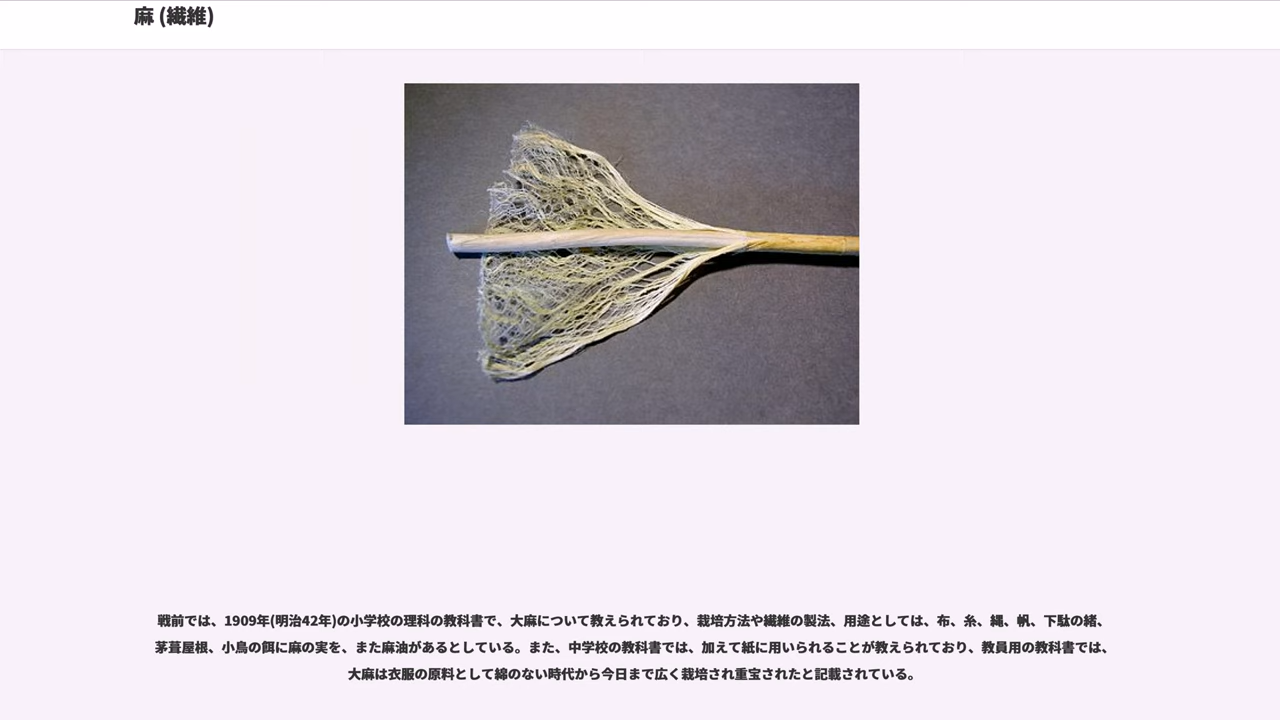 麻 (繊維)
戦前では、1909年(明治42年)の小学校の理科の教科書で、大麻について教えられており、栽培方法や繊維の製法、用途としては、布、糸、縄、帆、下駄の緒、
茅葺屋根、小鳥の餌に麻の実を、また麻油があるとしている。また、中学校の教科書では、加えて紙に用いられることが教えられており、教員用の教科書では、
大麻は衣服の原料として綿のない時代から今日まで広く栽培され重宝されたと記載されている。